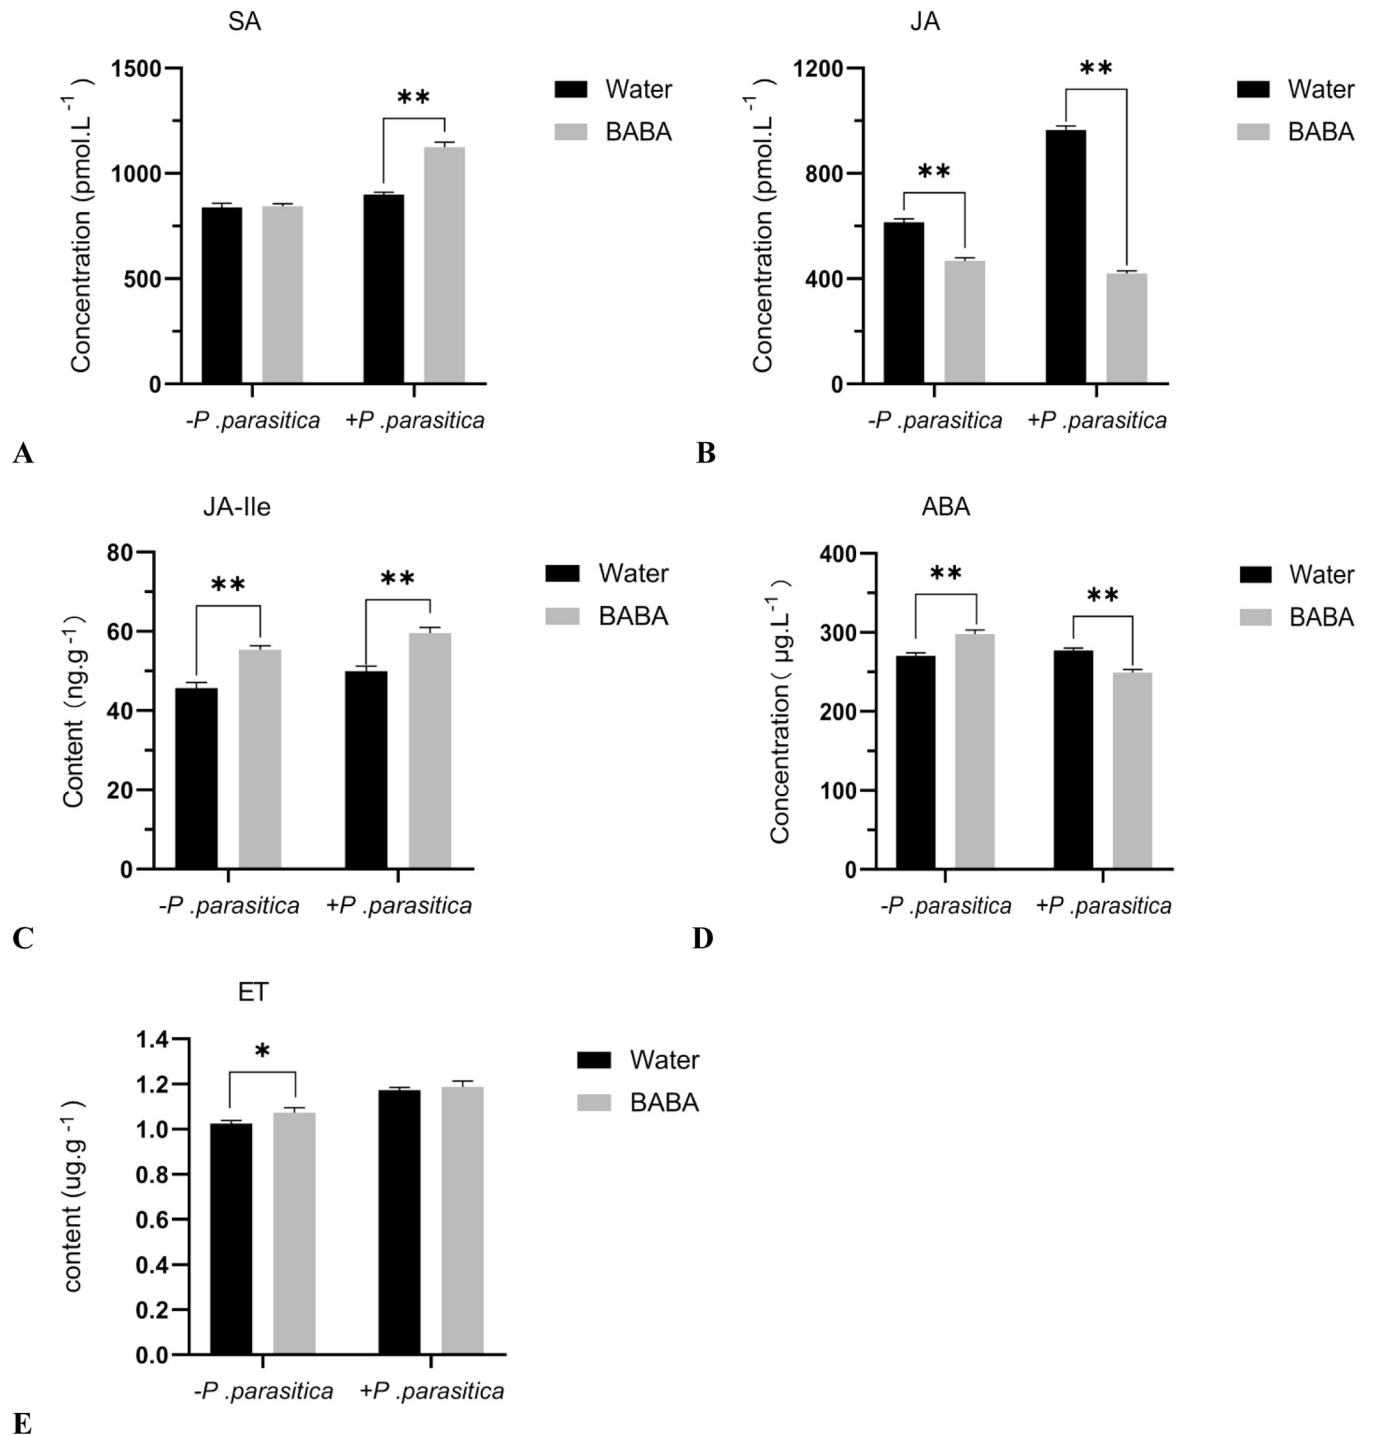 SA
1500
1000
500
0
Concentration (pmol.L-1 )
**
Water
BABA
-P .parasitica +P .parasitica
A
JA
1200
800
400
0
Concentration (pmol.L-1 )
**
**
Water
BABA
-P .parasitica +P .parasitica
B
JA-Ile
80
60
40
20
0
Content (ng.g-1)
**
**
Water
BABA
-P .parasitica +P .parasitica
C
ABA
400
300
200
100
0
Concentration( μg.L-1 )
**
**
Water
BABA
-P .parasitica +P .parasitica
D
ET
1.4
1.2
1.0
0.8
0.6
0.4
0.2
0.0
content (ug.g-1 )
*
Water
BABA
-P .parasitica +P .parasitica
E